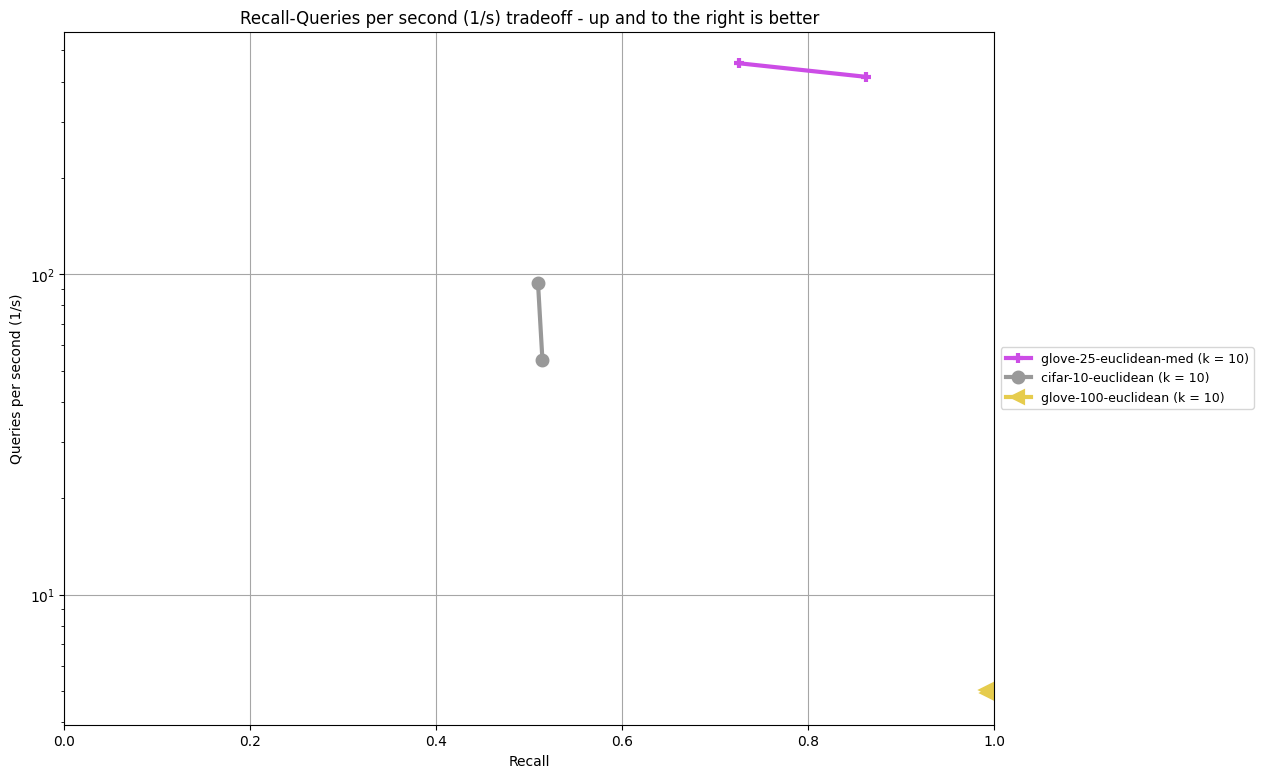 Recall-Queries per second (1/s) tradeoff - up and to the right is better
Queries per second (1/s)
10²
10¹
0.0 0.2 0.4 0.6 0.8 1.0
Recall
glove-25-euclidean-med (k = 10)
cifar-10-euclidean (k = 10)
glove-100-euclidean (k = 10)